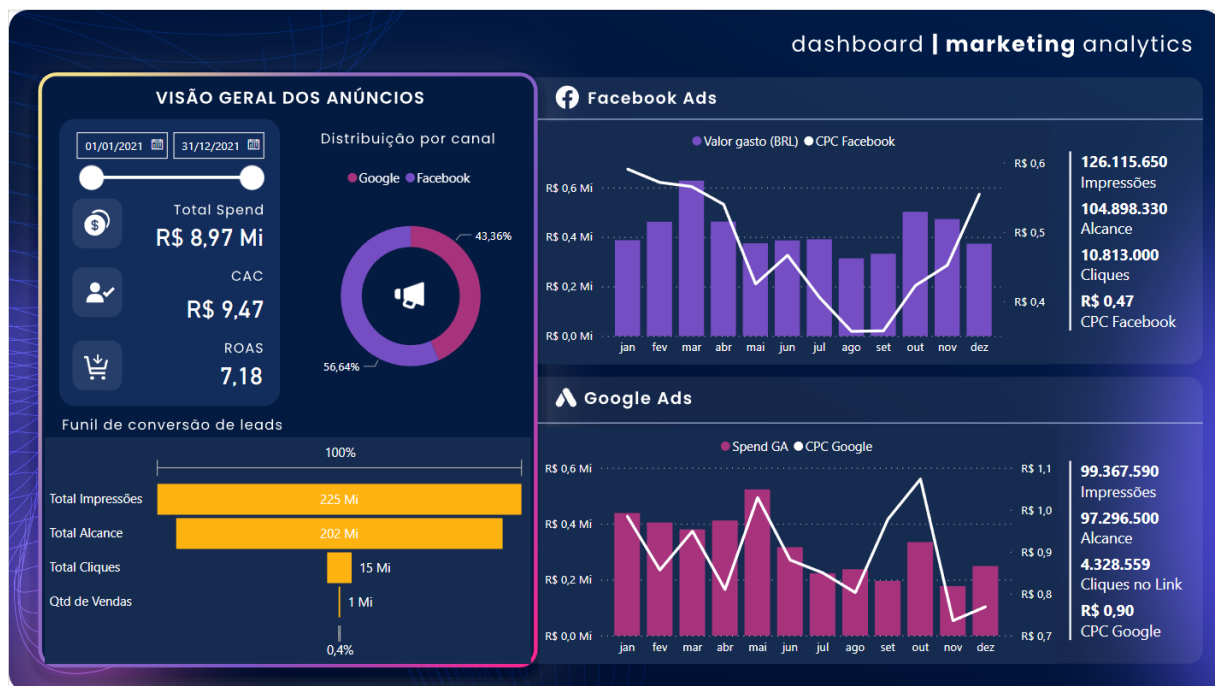 dashboard | marketing analytics
VISÃO GERAL DOS ANÚNCIOS
01/01/2021 31/12/2021
Total Spend
R$ 8,97 Mi
CAC
R$ 9,47
ROAS
7,18
Distribuição por canal
Google Facebook
43,36%
56,64%
Funil de conversão de leads
100%
Total Impressões 225 Mi
Total Alcance 202 Mi
Total Cliques 15 Mi
Qtd de Vendas 1 Mi
0,4%
Facebook Ads
Valor gasto (BRL) CPC Facebook
R$ 0,6 Mi
R$ 0,4 Mi
R$ 0,2 Mi
R$ 0,0 Mi
R$ 0,6
R$ 0,5
R$ 0,4
jan fev mar abr mai jun jul ago set out nov dez
126.115.650
Impressões
104.898.330
Alcance
10.813.000
Cliques
R$ 0,47
CPC Facebook
Google Ads
Spend GA CPC Google
R$ 0,6 Mi
R$ 0,4 Mi
R$ 0,2 Mi
R$ 0,0 Mi
R$ 1,1
R$ 1,0
R$ 0,9
R$ 0,8
R$ 0,7
jan fev mar abr mai jun jul ago set out nov dez
99.367.590
Impressões
97.296.500
Alcance
4.328.559
Cliques no Link
R$ 0,90
CPC Google